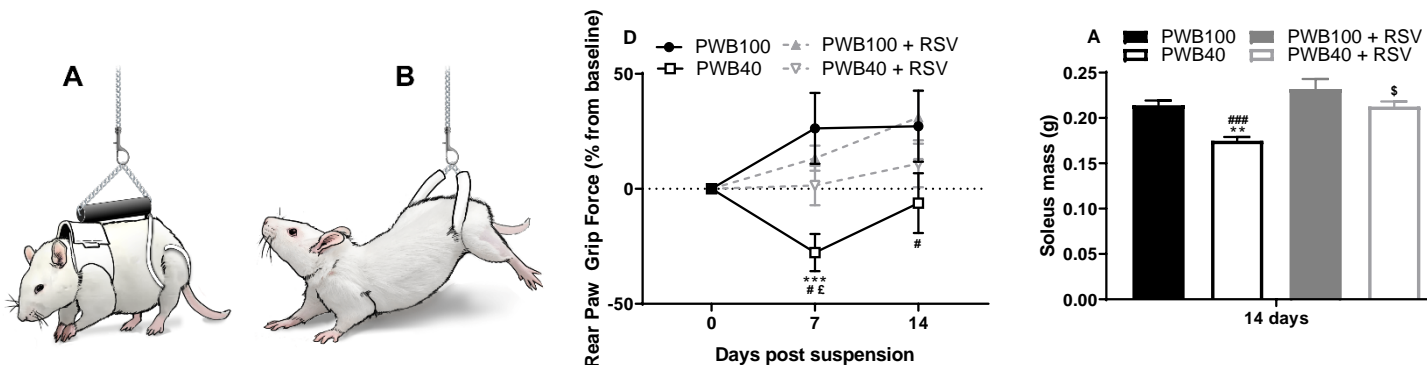 A
B
Rear Paw Grip Force (% from baseline)
D
PWB100
PWB100 + RSV
PWB40
PWB40 + RSV
50
0
-50
***
# £
#
0
7
14
Days post suspension
A
PWB100
PWB100 + RSV
PWB40
PWB40 + RSV
Soleus mass (g)
0.25
0.20
0.15
0.10
0.05
0.00
###
**
$
14 days